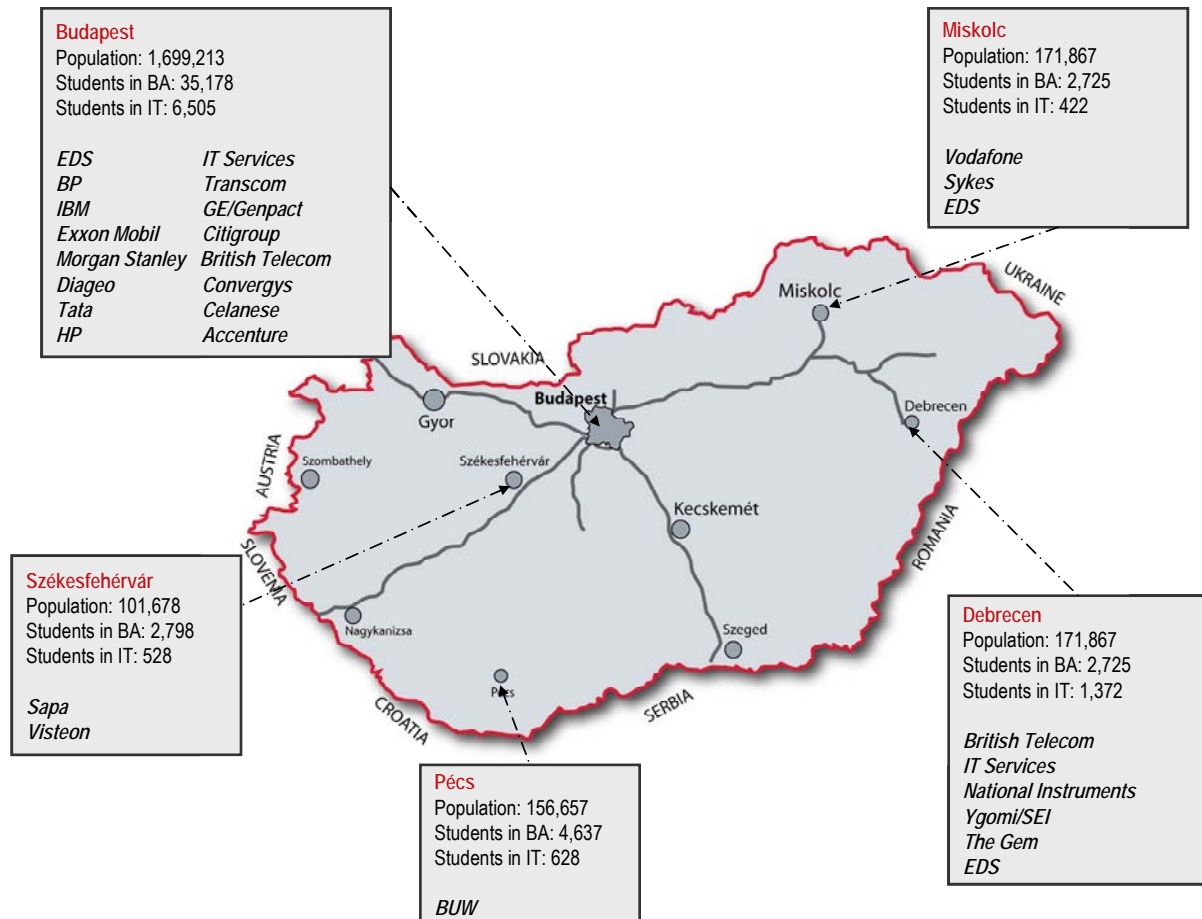 Budapest
Population: 1,699,213
Students in BA: 35,178
Students in IT: 6,505
EDS IT Services
BP Transcom
IBM GE/Genpact
Exxon Mobil Citigroup
Morgan Stanley British Telecom
Diageo Convergys
Tata Celanese
HP Accenture
Miskolc
Population: 171,867
Students in BA: 2,725
Students in IT: 422
Vodafone
Sykes
EDS
UKRAINE
Miskolc
SLOVAKIA
Budapest
Gyor
Debrecen
AUSTRIA
Szombathely
Székesfehérvár
Kecskemét
ROMANIA
SLOVENIA
Nagykanizsa
Szeged
Pécs
CROATIA
SERBIA
Székesfehérvár
Population: 101,678
Students in BA: 2,798
Students in IT: 528
Sapa
Visteon
Pécs
Population: 156,657
Students in BA: 4,637
Students in IT: 628
BUW
Debrecen
Population: 171,867
Students in BA: 2,725
Students in IT: 1,372
British Telecom
IT Services
National Instruments
Ygomi/SEI
The Gem
EDS